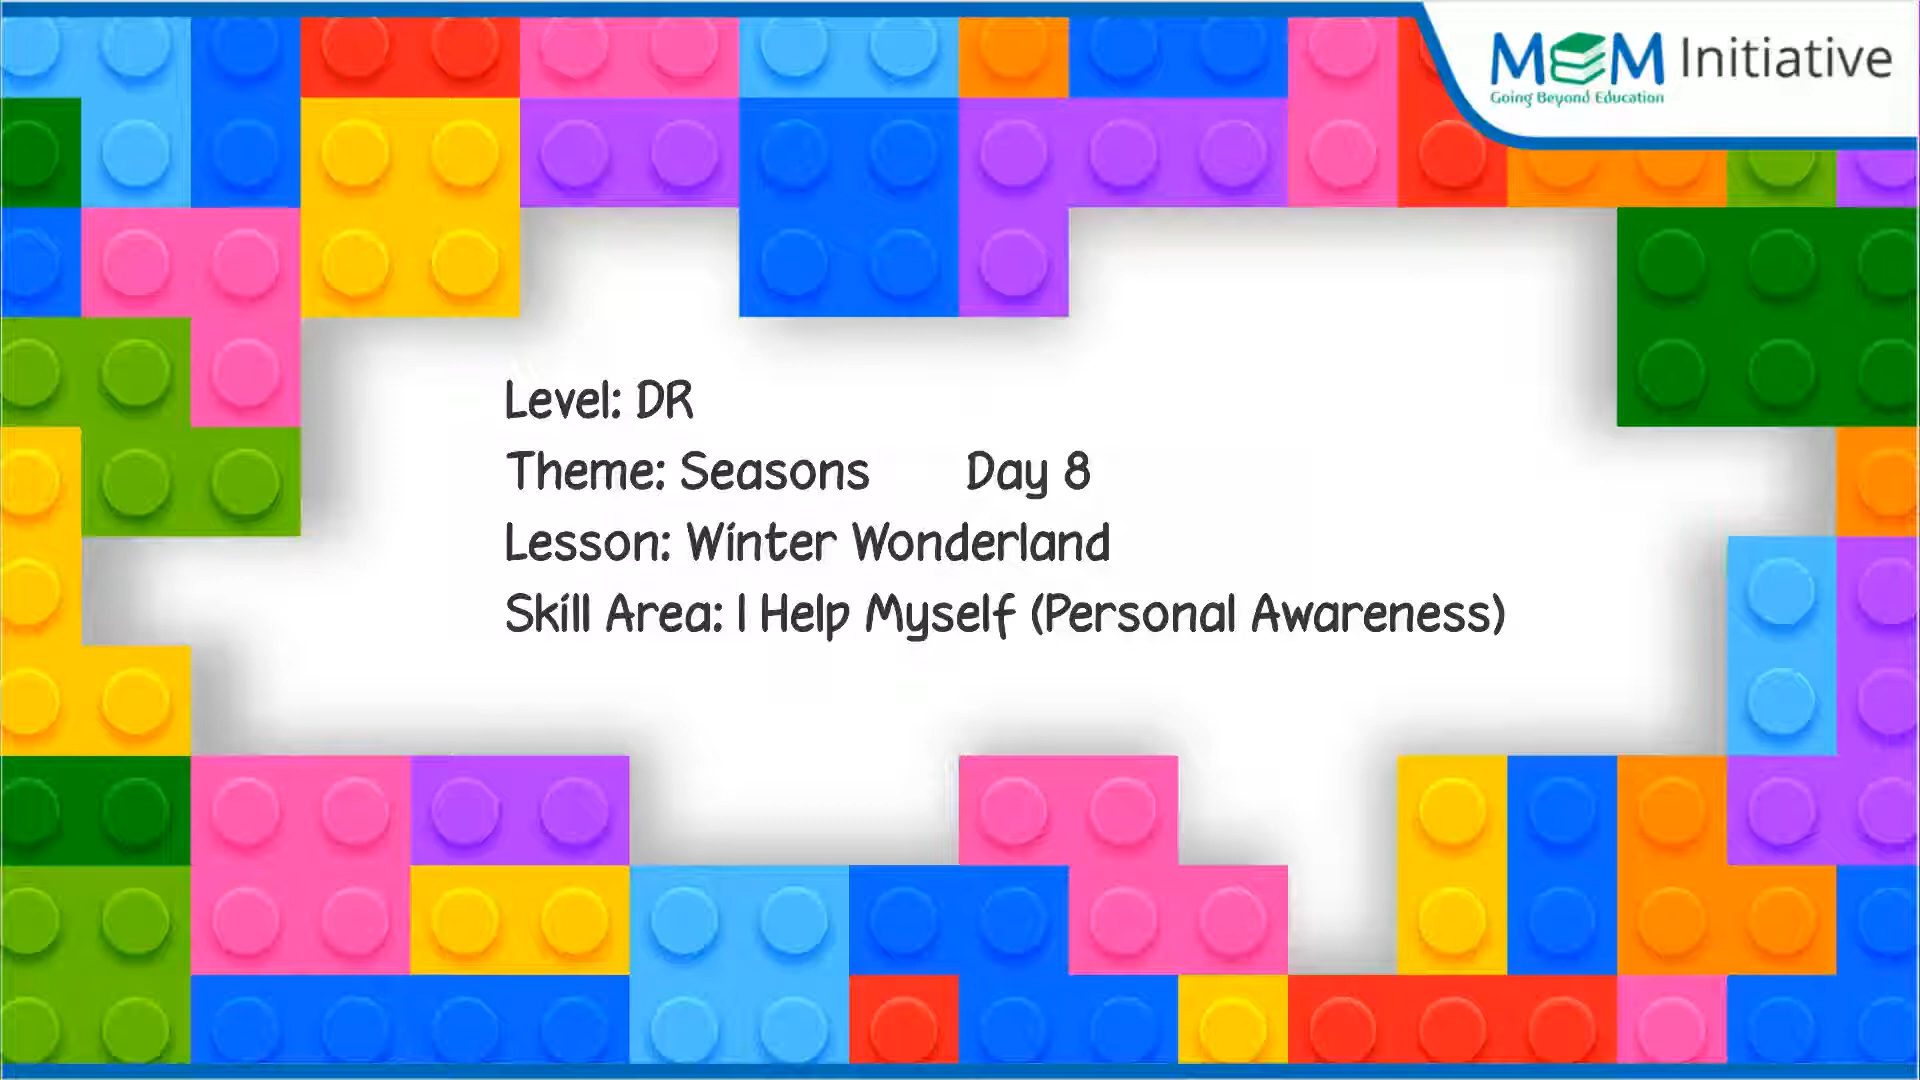 MEM Initiative
Going Beyond Education
Level: DR
Theme: Seasons Day 8
Lesson: Winter Wonderland
Skill Area: I Help Myself (Personal Awareness)